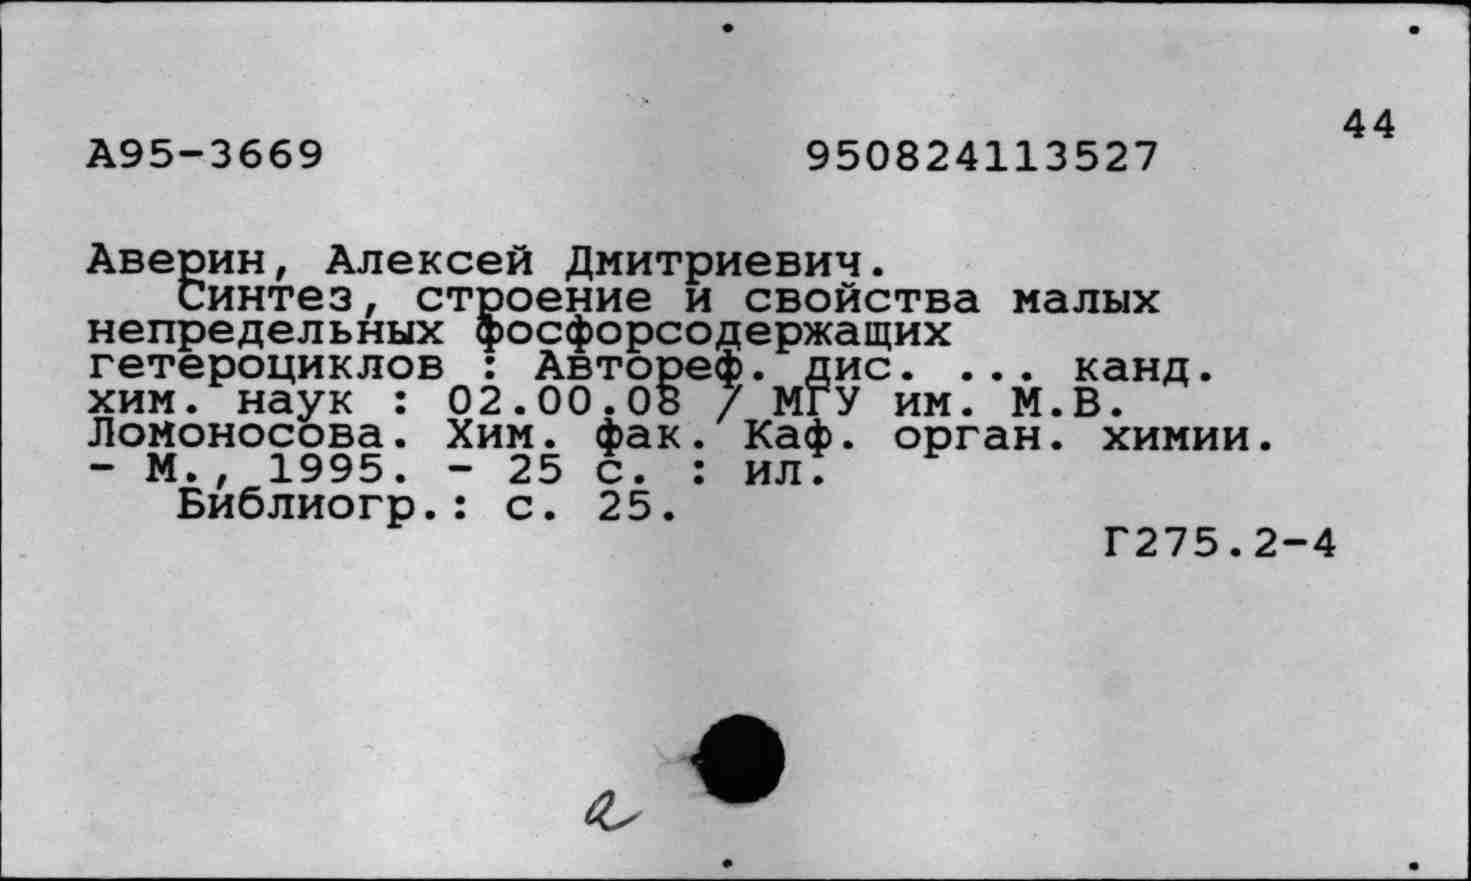 44
А95-3669 950824113527
Аверин, Алексей Дмитриевич.
Синтез, строение и свойства малых
непредельных фосфорсодержащих
гетероциклов : Автореф. дис. ... канд.
хим. наук : 02.00.08 / МГУ им. М.В.
Ломоносова. Хим. фак. Каф. орган. химии.
- М., 1995. - 25 с. : ил.
Библиогр.: с. 25.
Г275.2-4